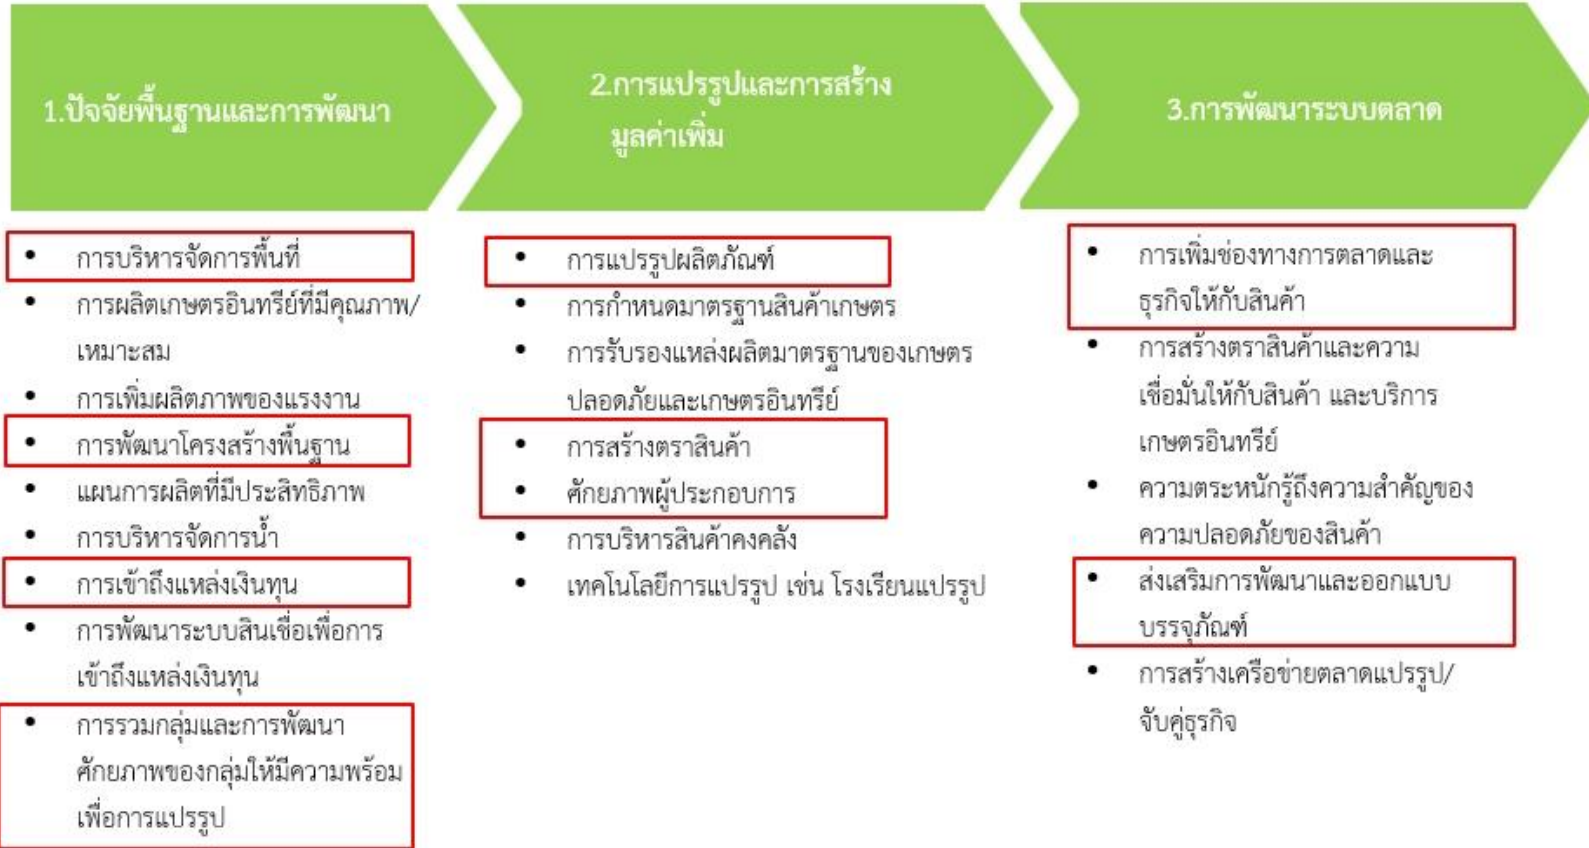 1.ปัจจัยพื้นฐานและการพัฒนา
• การบริหารจัดการพื้นที่
• การผลิตเกษตรอินทรีย์ที่มีคุณภาพ/
เหมาะสม
• การเพิ่มผลิตภาพของแรงงาน
• การพัฒนาโครงสร้างพื้นฐาน
• แผนการผลิตที่มีประสิทธิภาพ
• การบริหารจัดการน้ำ
• การเข้าถึงแหล่งเงินทุน
• การพัฒนาระบบสินเชื่อเพื่อการ
เข้าถึงแหล่งเงินทุน
• การรวมกลุ่มและการพัฒนา
ศักยภาพของกลุ่มให้มีความพร้อม
เพื่อการแปรรูป
2.การแปรรูปและการสร้าง
มูลค่าเพิ่ม
• การแปรรูปผลิตภัณฑ์
• การกำหนดมาตรฐานสินค้าเกษตร
• การรับรองแหล่งผลิตมาตรฐานของเกษตร
ปลอดภัยและเกษตรอินทรีย์
• การสร้างตราสินค้า
• ศักยภาพผู้ประกอบการ
• การบริหารสินค้าคงคลัง
• เทคโนโลยีการแปรรูป เช่น โรงเรียนแปรรูป
3.การพัฒนาระบบตลาด
• การเพิ่มช่องทางการตลาดและ
ธุรกิจให้กับสินค้า
• การสร้างตราสินค้าและความ
เชื่อมั่นให้กับสินค้า และบริการ
เกษตรอินทรีย์
• ความตระหนักรู้ถึงความสำคัญของ
ความปลอดภัยของสินค้า
• ส่งเสริมการพัฒนาและออกแบบ
บรรจุภัณฑ์
• การสร้างเครือข่ายตลาดแปรรูป/
จับคู่ธุรกิจ